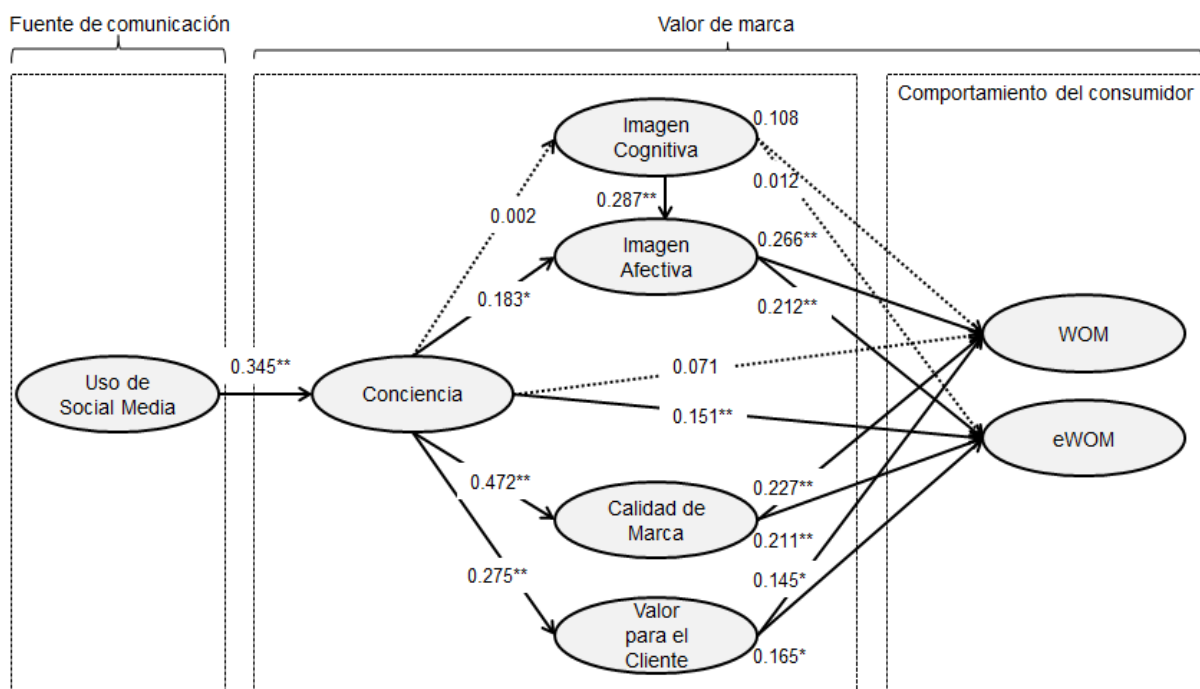 Fuente de comunicación
Valor de marca
Comportamiento del consumidor
Imagen
Cognitiva
0.108
0.012
0.002
0.287**
Imagen
Afectiva
0.266**
0.183*
0.212**
WOM
0.345**
0.071
Uso de
Social Media
Conciencia
0.151**
eWOM
0.472**
0.227**
Calidad de
Marca
0.211**
0.275**
0.145*
Valor
para el
Cliente
0.165*